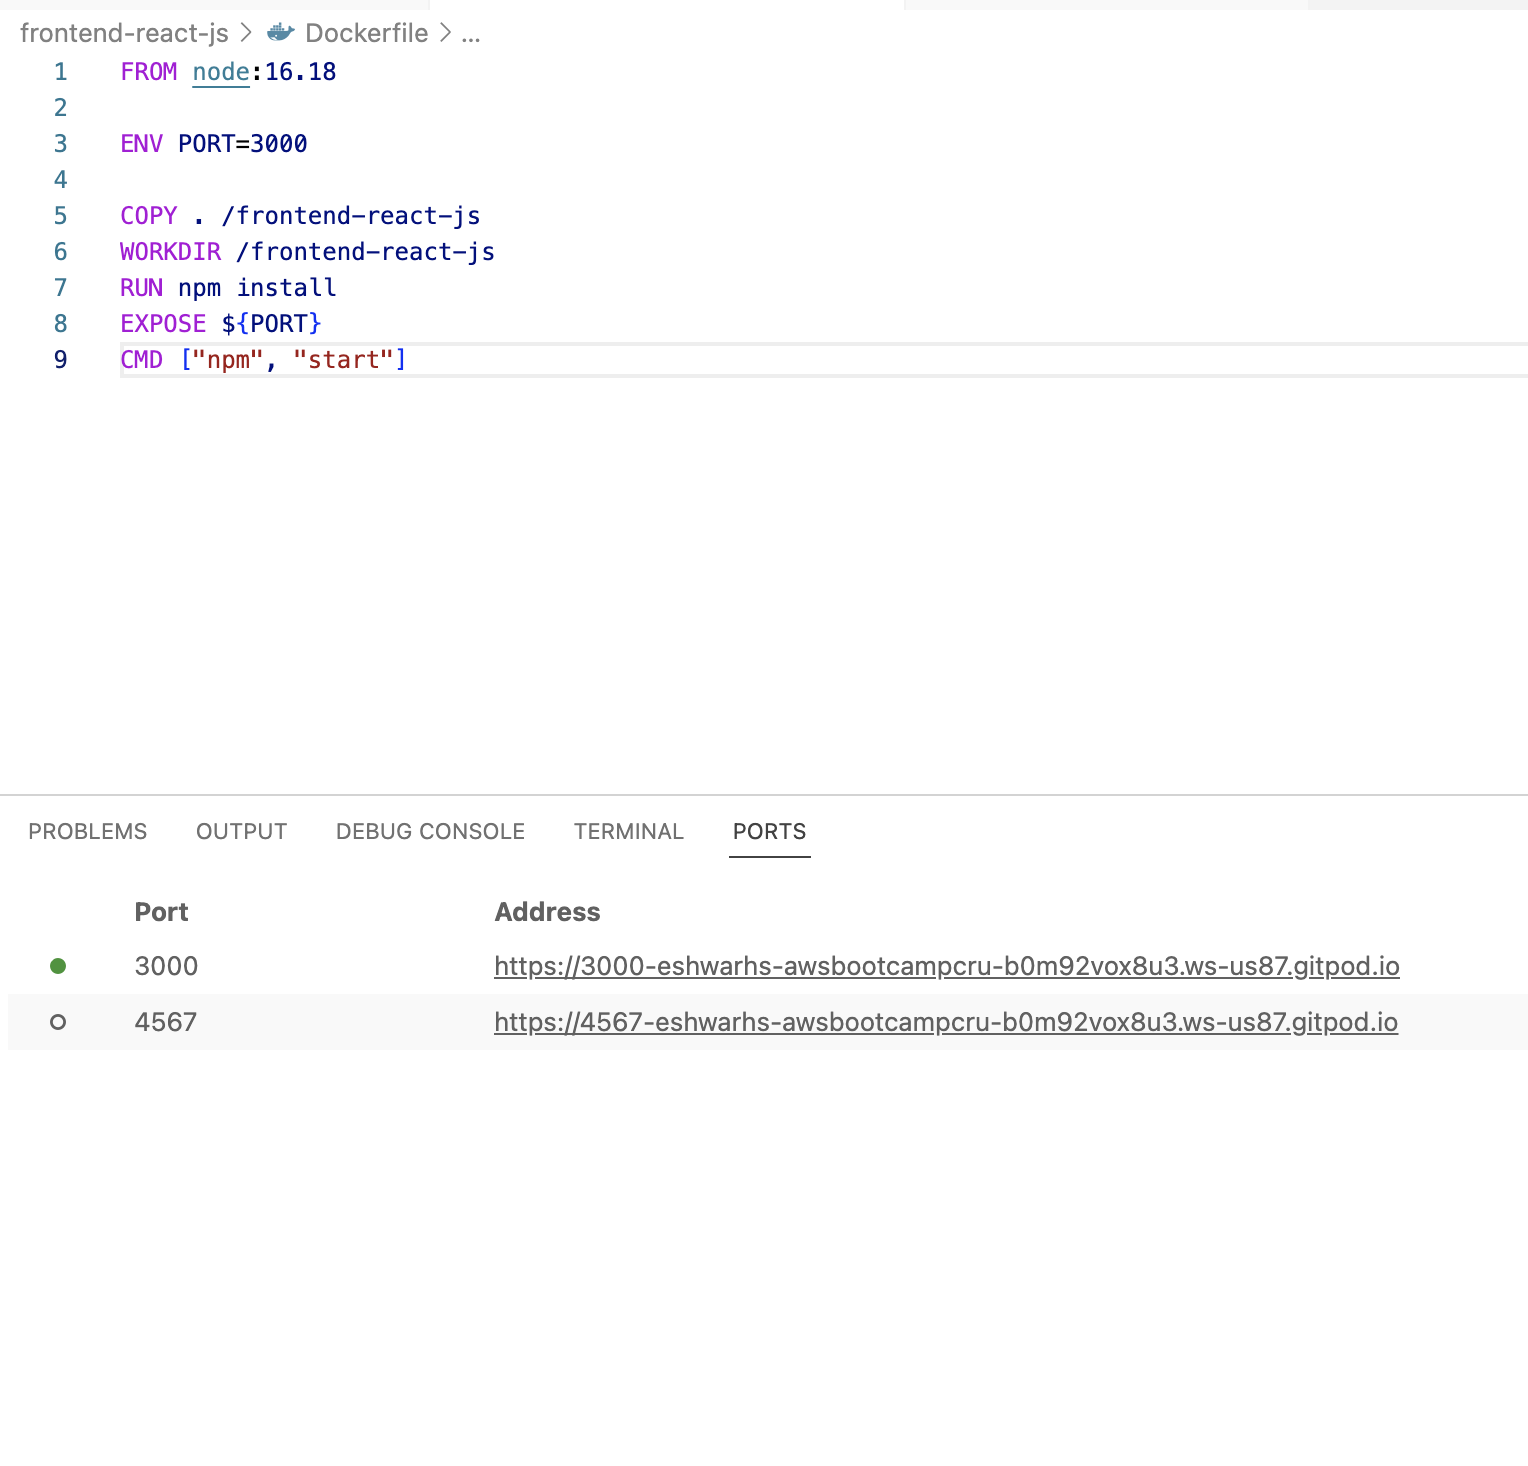 frontend-react-js > Dockerfile > ...
1 FROM node:16.18
2
3 ENV PORT=3000
4
5 COPY . /frontend-react-js
6 WORKDIR /frontend-react-js
7 RUN npm install
8 EXPOSE ${PORT}
9 CMD ["npm", "start"]
PROBLEMS OUTPUT DEBUG CONSOLE TERMINAL PORTS
Port Address
3000 https://3000-eshwarhs-awsbootcampcru-b0m92vox8u3.ws-us87.gitpod.io
4567 https://4567-eshwarhs-awsbootcampcru-b0m92vox8u3.ws-us87.gitpod.io